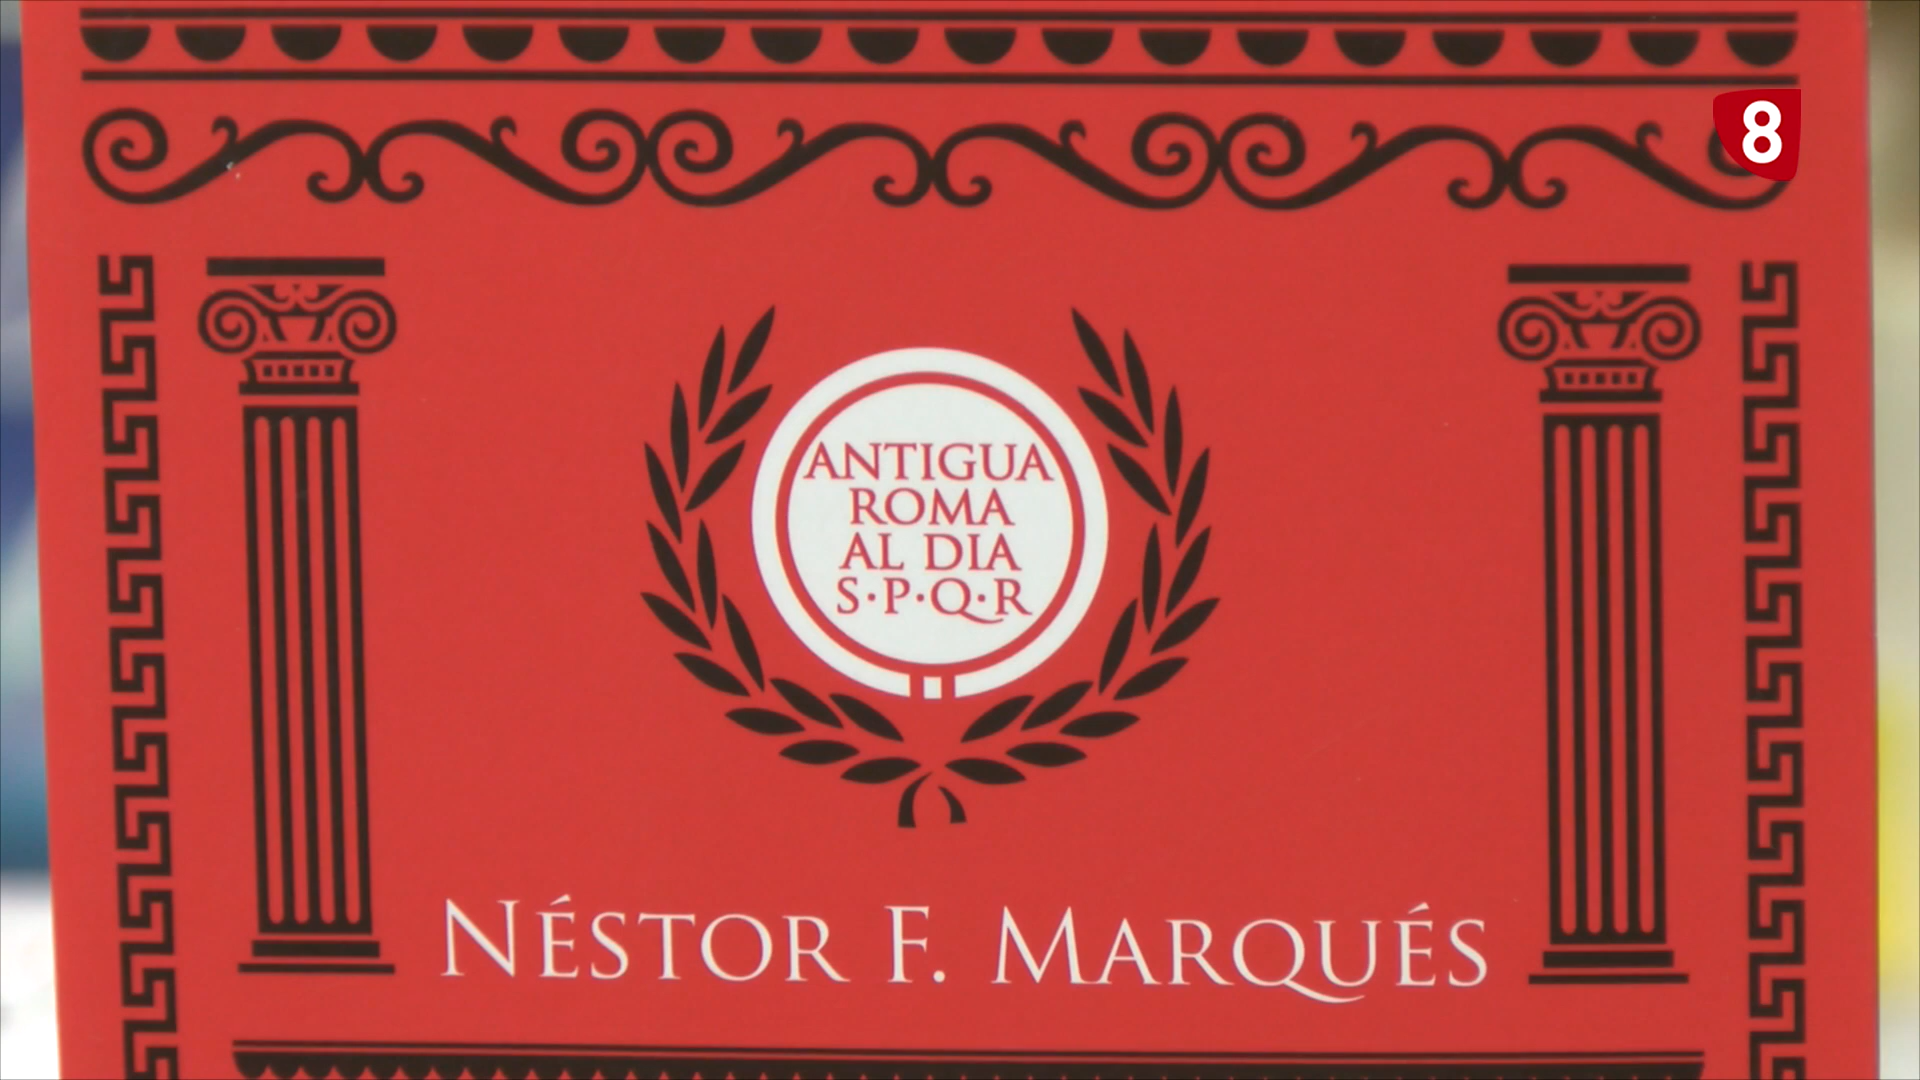 8
ANTIGUA
ROMA
AL DIA
S·P·Q·R
NÉSTOR F. MARQUÉS